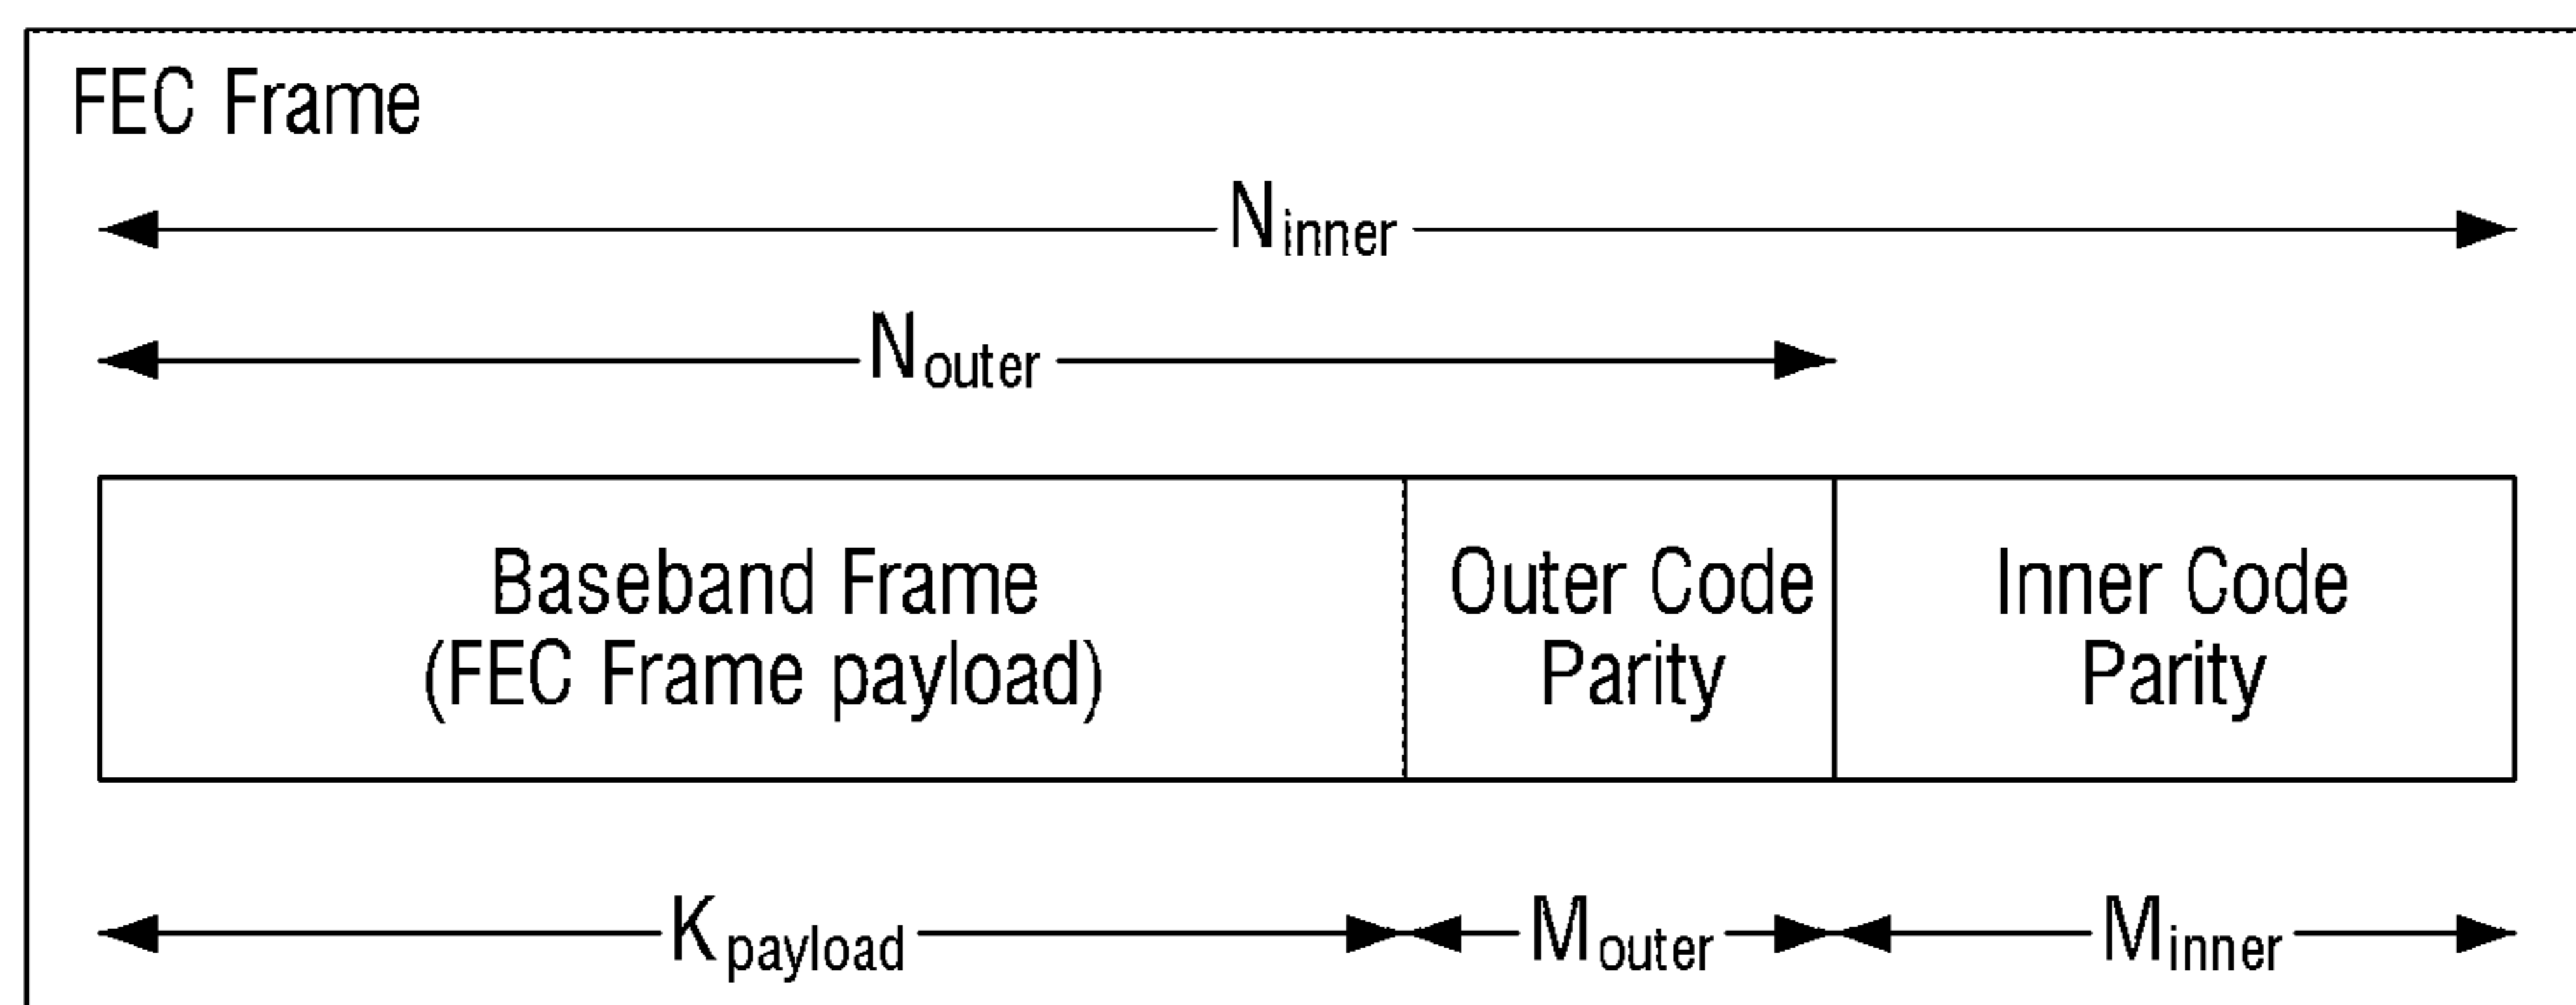 FEC Frame
Ninner
Nouter
Baseband Frame
(FEC Frame payload)
Outer Code
Parity
Inner Code
Parity
Kpayload
Mouter
Minner